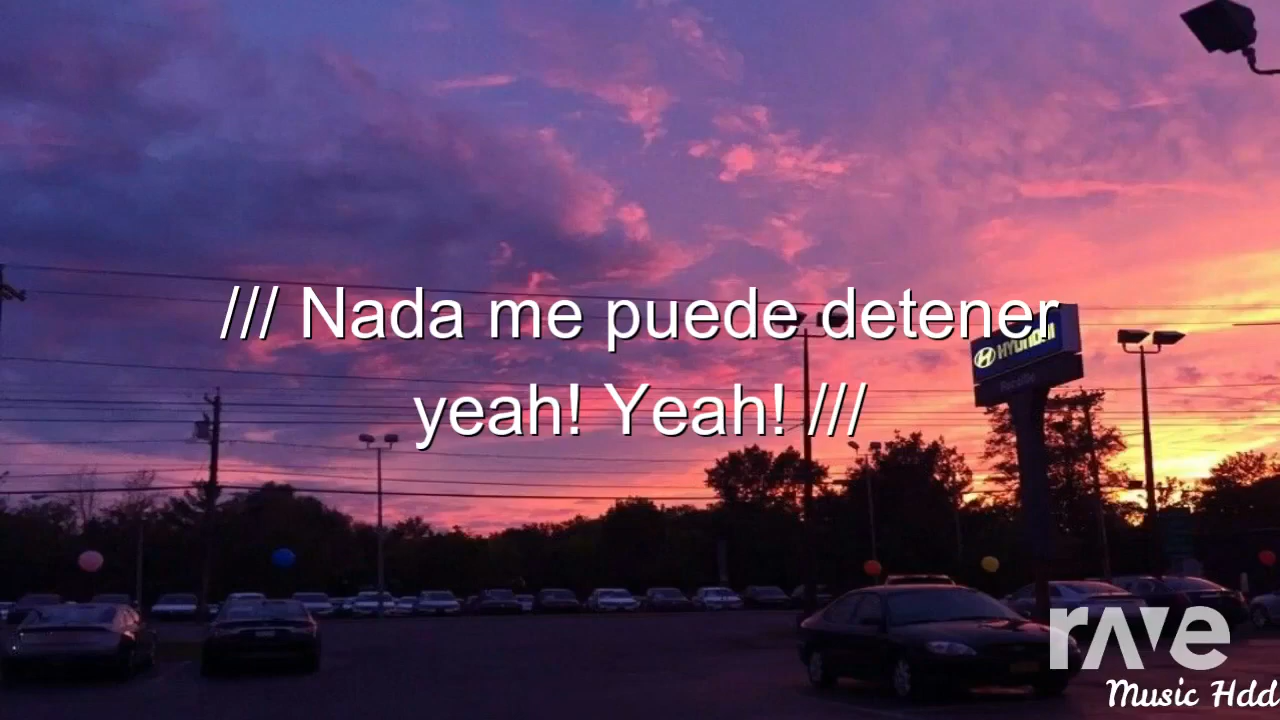 /// Nada me puede detener
yeah! Yeah! ///
HYUNDAI
rave
Music Hdd